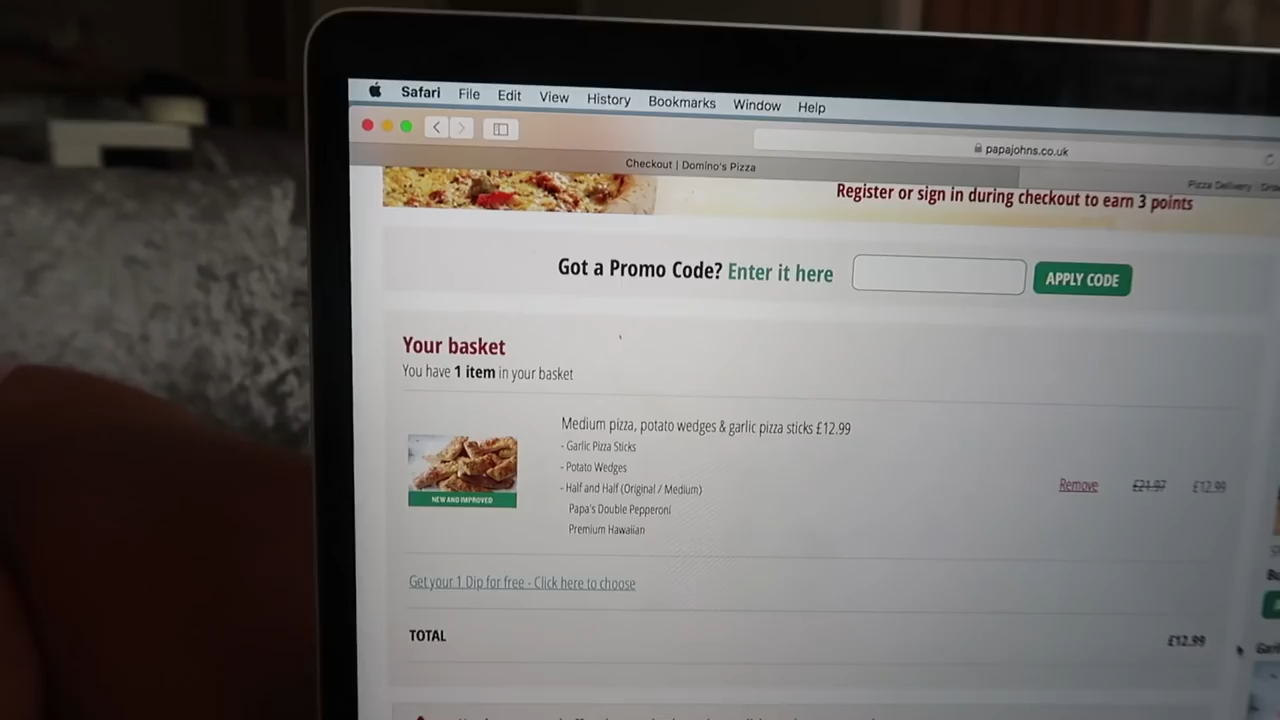 Safari File Edit View History Bookmarks Window Help
papajohns.co.uk
Checkout | Domino's Pizza
Pizza Delivery
Register or sign in during checkout to earn 3 points
Got a Promo Code? Enter it here
APPLY CODE
Your basket
You have 1 item in your basket
Medium pizza, potato wedges & garlic pizza sticks £12.99
- Garlic Pizza Sticks
- Potato Wedges
- Half and Half (Original / Medium)
Papa's Double Pepperoni
Premium Hawaiian
NEW AND IMPROVED
Remove £21.97 £12.99
Get your 1 Dip for free - Click here to choose
TOTAL £12.99